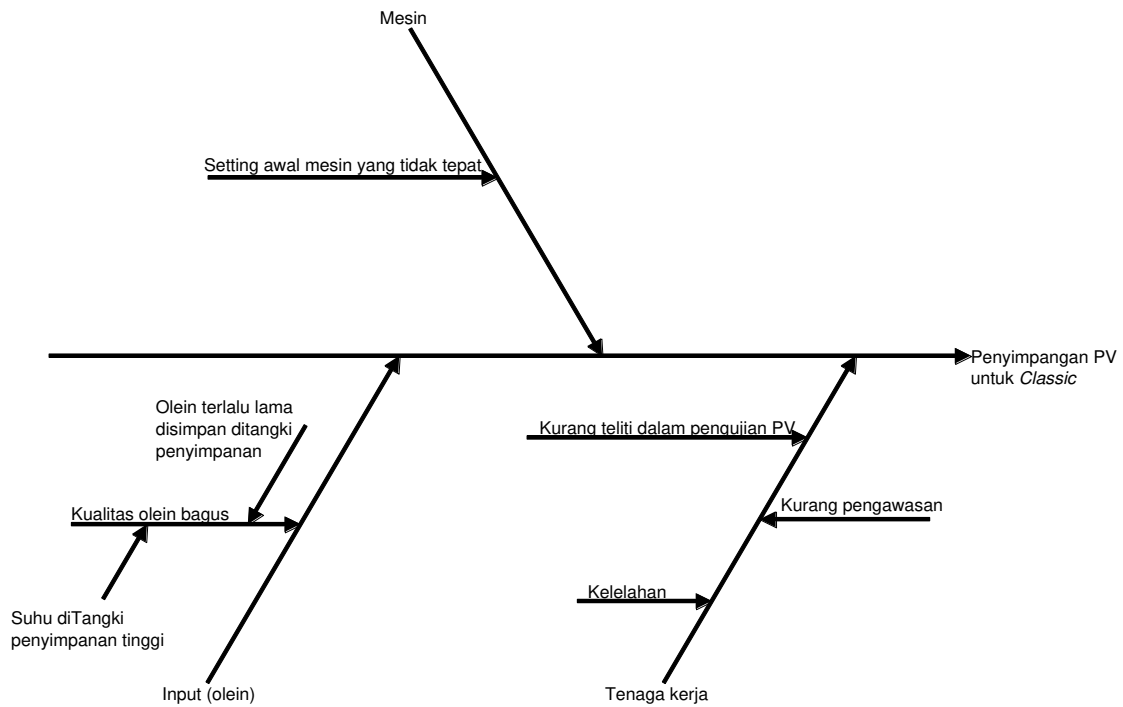 Mesin
Setting awal mesin yang tidak tepat
Penyimpangan PV
untuk Classic
Olein terlalu lama
disimpan ditangki
penyimpanan
Kurang teliti dalam pengujian PV
Kualitas olein bagus
Kurang pengawasan
Kelelahan
Suhu diTangki
penyimpanan tinggi
Input (olein)
Tenaga kerja